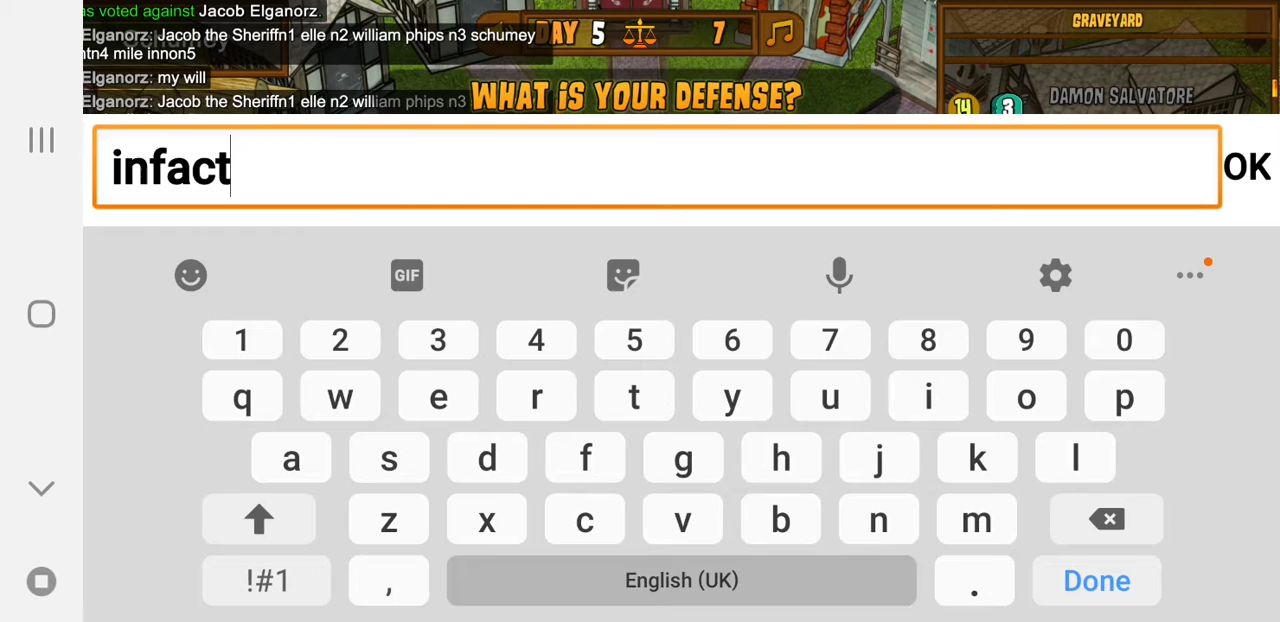 s voted against Jacob Elganorz.
Elganorz: Jacob the Sheriffn1 elle n2 william phips n3 schumey
ntn4 mile innon5
Elganorz: my will
Elganorz: Jacob the Sheriffn1 elle n2 william phips n3
DAY 5
7
WHAT IS YOUR DEFENSE?
GRAVEYARD
14 3 DAMON SALVATORE
infact
OK
GIF
1 2 3 4 5 6 7 8 9 0
q w e r t y u i o p
a s d f g h j k l
z x c v b n m
!#1 , English (UK) . Done